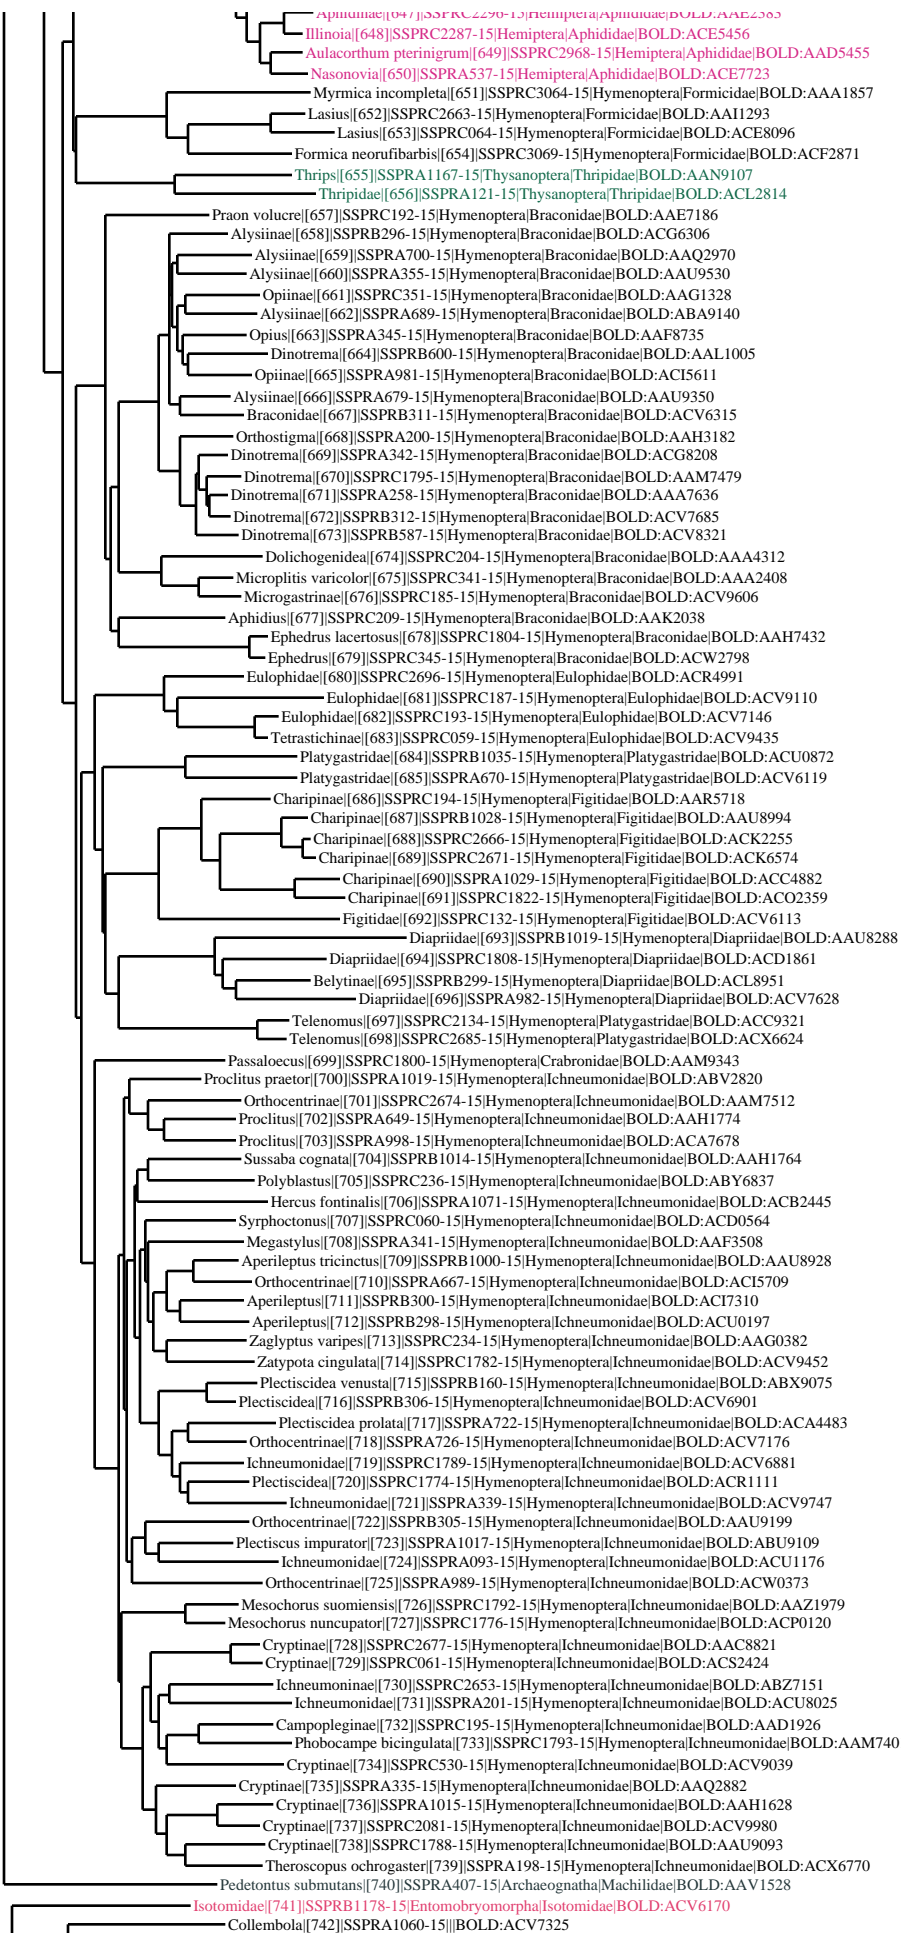 Aphidinae|[647]|SSPRC2296-15|Hemiptera|Aphididae|BOLD:AAE2383
Illinoia|[648]|SSPRC2287-15|Hemiptera|Aphididae|BOLD:ACE5456
Aulacorthum pterinigrum|[649]|SSPRC2968-15|Hemiptera|Aphididae|BOLD:AAD5455
Nasonovia|[650]|SSPRA537-15|Hemiptera|Aphididae|BOLD:ACE7723
Myrmica incompleta|[651]|SSPRC3064-15|Hymenoptera|Formicidae|BOLD:AAA1857
Lasius|[652]|SSPRC2663-15|Hymenoptera|Formicidae|BOLD:AAI1293
Lasius|[653]|SSPRC064-15|Hymenoptera|Formicidae|BOLD:ACE8096
Formica neorufibarbis|[654]|SSPRC3069-15|Hymenoptera|Formicidae|BOLD:ACF2871
Thrips|[655]|SSPRA1167-15|Thysanoptera|Thripidae|BOLD:AAN9107
Thripidae|[656]|SSPRA121-15|Thysanoptera|Thripidae|BOLD:ACL2814
Praon volucre|[657]|SSPRC192-15|Hymenoptera|Braconidae|BOLD:AAE7186
Alysiinae|[658]|SSPRB296-15|Hymenoptera|Braconidae|BOLD:ACG6306
Alysiinae|[659]|SSPRA700-15|Hymenoptera|Braconidae|BOLD:AAQ2970
Alysiinae|[660]|SSPRA355-15|Hymenoptera|Braconidae|BOLD:AAU9530
Opiinae|[661]|SSPRC351-15|Hymenoptera|Braconidae|BOLD:AAG1328
Alysiinae|[662]|SSPRA689-15|Hymenoptera|Braconidae|BOLD:ABA9140
Opius|[663]|SSPRA345-15|Hymenoptera|Braconidae|BOLD:AAF8735
Dinotrema|[664]|SSPRB600-15|Hymenoptera|Braconidae|BOLD:AAL1005
Opiinae|[665]|SSPRA981-15|Hymenoptera|Braconidae|BOLD:ACI5611
Alysiinae|[666]|SSPRA679-15|Hymenoptera|Braconidae|BOLD:AAU9350
Braconidae|[667]|SSPRB311-15|Hymenoptera|Braconidae|BOLD:ACV6315
Orthostigma|[668]|SSPRA200-15|Hymenoptera|Braconidae|BOLD:AAH3182
Dinotrema|[669]|SSPRA342-15|Hymenoptera|Braconidae|BOLD:ACG8208
Dinotrema|[670]|SSPRC1795-15|Hymenoptera|Braconidae|BOLD:AAM7479
Dinotrema|[671]|SSPRA258-15|Hymenoptera|Braconidae|BOLD:AAA7636
Dinotrema|[672]|SSPRB312-15|Hymenoptera|Braconidae|BOLD:ACV7685
Dinotrema|[673]|SSPRB587-15|Hymenoptera|Braconidae|BOLD:ACV8321
Dolichogenidea|[674]|SSPRC204-15|Hymenoptera|Braconidae|BOLD:AAA4312
Microplitis varicolor|[675]|SSPRC341-15|Hymenoptera|Braconidae|BOLD:AAA2408
Microgastrinae|[676]|SSPRC185-15|Hymenoptera|Braconidae|BOLD:ACV9606
Aphidius|[677]|SSPRC209-15|Hymenoptera|Braconidae|BOLD:AAK2038
Ephedrus lacertosus|[678]|SSPRC1804-15|Hymenoptera|Braconidae|BOLD:AAH7432
Ephedrus|[679]|SSPRC345-15|Hymenoptera|Braconidae|BOLD:ACW2798
Eulophidae|[680]|SSPRC2696-15|Hymenoptera|Eulophidae|BOLD:ACR4991
Eulophidae|[681]|SSPRC187-15|Hymenoptera|Eulophidae|BOLD:ACV9110
Eulophidae|[682]|SSPRC193-15|Hymenoptera|Eulophidae|BOLD:ACV7146
Tetrastichinae|[683]|SSPRC059-15|Hymenoptera|Eulophidae|BOLD:ACV9435
Platygastridae|[684]|SSPRB1035-15|Hymenoptera|Platygastridae|BOLD:ACU0872
Platygastridae|[685]|SSPRA670-15|Hymenoptera|Platygastridae|BOLD:ACV6119
Charipinae|[686]|SSPRC194-15|Hymenoptera|Figitidae|BOLD:AAR5718
Charipinae|[687]|SSPRB1028-15|Hymenoptera|Figitidae|BOLD:AAU8994
Charipinae|[688]|SSPRC2666-15|Hymenoptera|Figitidae|BOLD:ACK2255
Charipinae|[689]|SSPRC2671-15|Hymenoptera|Figitidae|BOLD:ACK6574
Charipinae|[690]|SSPRA1029-15|Hymenoptera|Figitidae|BOLD:ACC4882
Charipinae|[691]|SSPRC1822-15|Hymenoptera|Figitidae|BOLD:ACO2359
Figitidae|[692]|SSPRC132-15|Hymenoptera|Figitidae|BOLD:ACV6113
Diapriidae|[693]|SSPRB1019-15|Hymenoptera|Diapriidae|BOLD:AAU8288
Diapriidae|[694]|SSPRC1808-15|Hymenoptera|Diapriidae|BOLD:ACD1861
Belytinae|[695]|SSPRB299-15|Hymenoptera|Diapriidae|BOLD:ACL8951
Diapriidae|[696]|SSPRA982-15|Hymenoptera|Diapriidae|BOLD:ACV7628
Telenomus|[697]|SSPRC2134-15|Hymenoptera|Platygastridae|BOLD:ACC9321
Telenomus|[698]|SSPRC2685-15|Hymenoptera|Platygastridae|BOLD:ACX6624
Passaloecus|[699]|SSPRC1800-15|Hymenoptera|Crabronidae|BOLD:AAM9343
Proclitus praetor|[700]|SSPRA1019-15|Hymenoptera|Ichneumonidae|BOLD:ABV2820
Orthocentrinae|[701]|SSPRC2674-15|Hymenoptera|Ichneumonidae|BOLD:AAM7512
Proclitus|[702]|SSPRA649-15|Hymenoptera|Ichneumonidae|BOLD:AAH1774
Proclitus|[703]|SSPRA998-15|Hymenoptera|Ichneumonidae|BOLD:ACA7678
Sussaba cognata|[704]|SSPRB1014-15|Hymenoptera|Ichneumonidae|BOLD:AAH1764
Polyblastus|[705]|SSPRC236-15|Hymenoptera|Ichneumonidae|BOLD:ABY6837
Hercus fontinalis|[706]|SSPRA1071-15|Hymenoptera|Ichneumonidae|BOLD:ACB2445
Syrphoctonus|[707]|SSPRC060-15|Hymenoptera|Ichneumonidae|BOLD:ACD0564
Megastylus|[708]|SSPRA341-15|Hymenoptera|Ichneumonidae|BOLD:AAF3508
Aperileptus tricinctus|[709]|SSPRB1000-15|Hymenoptera|Ichneumonidae|BOLD:AAU8928
Orthocentrinae|[710]|SSPRA667-15|Hymenoptera|Ichneumonidae|BOLD:ACI5709
Aperileptus|[711]|SSPRB300-15|Hymenoptera|Ichneumonidae|BOLD:ACI7310
Aperileptus|[712]|SSPRB298-15|Hymenoptera|Ichneumonidae|BOLD:ACU0197
Zaglyptus varipes|[713]|SSPRC234-15|Hymenoptera|Ichneumonidae|BOLD:AAG0382
Zatypota cingulata|[714]|SSPRC1782-15|Hymenoptera|Ichneumonidae|BOLD:ACV9452
Plectiscidea venusta|[715]|SSPRB160-15|Hymenoptera|Ichneumonidae|BOLD:ABX9075
Plectiscidea|[716]|SSPRB306-15|Hymenoptera|Ichneumonidae|BOLD:ACV6901
Plectiscidea prolata|[717]|SSPRA722-15|Hymenoptera|Ichneumonidae|BOLD:ACA4483
Orthocentrinae|[718]|SSPRA726-15|Hymenoptera|Ichneumonidae|BOLD:ACV7176
Ichneumonidae|[719]|SSPRC1789-15|Hymenoptera|Ichneumonidae|BOLD:ACV6881
Plectiscidea|[720]|SSPRC1774-15|Hymenoptera|Ichneumonidae|BOLD:ACR1111
Ichneumonidae|[721]|SSPRA339-15|Hymenoptera|Ichneumonidae|BOLD:ACV9747
Orthocentrinae|[722]|SSPRB305-15|Hymenoptera|Ichneumonidae|BOLD:AAU9199
Plectiscus impurator|[723]|SSPRA1017-15|Hymenoptera|Ichneumonidae|BOLD:ABU9109
Ichneumonidae|[724]|SSPRA093-15|Hymenoptera|Ichneumonidae|BOLD:ACU1176
Orthocentrinae|[725]|SSPRA989-15|Hymenoptera|Ichneumonidae|BOLD:ACW0373
Mesochorus suomiensis|[726]|SSPRC1792-15|Hymenoptera|Ichneumonidae|BOLD:AAZ1979
Mesochorus nuncupator|[727]|SSPRC1776-15|Hymenoptera|Ichneumonidae|BOLD:ACP0120
Cryptinae|[728]|SSPRC2677-15|Hymenoptera|Ichneumonidae|BOLD:AAC8821
Cryptinae|[729]|SSPRC061-15|Hymenoptera|Ichneumonidae|BOLD:ACS2424
Ichneumoninae|[730]|SSPRC2653-15|Hymenoptera|Ichneumonidae|BOLD:ABZ7151
Ichneumonidae|[731]|SSPRA201-15|Hymenoptera|Ichneumonidae|BOLD:ACU8025
Campopleginae|[732]|SSPRC195-15|Hymenoptera|Ichneumonidae|BOLD:AAD1926
Phobocampe bicingulata|[733]|SSPRC1793-15|Hymenoptera|Ichneumonidae|BOLD:AAM740
Cryptinae|[734]|SSPRC530-15|Hymenoptera|Ichneumonidae|BOLD:ACV9039
Cryptinae|[735]|SSPRA335-15|Hymenoptera|Ichneumonidae|BOLD:AAQ2882
Cryptinae|[736]|SSPRA1015-15|Hymenoptera|Ichneumonidae|BOLD:AAH1628
Cryptinae|[737]|SSPRC2081-15|Hymenoptera|Ichneumonidae|BOLD:ACV9980
Cryptinae|[738]|SSPRC1788-15|Hymenoptera|Ichneumonidae|BOLD:AAU9093
Theroscopus ochrogaster|[739]|SSPRA198-15|Hymenoptera|Ichneumonidae|BOLD:ACX6770
Pedetontus submutans|[740]|SSPRA407-15|Archaeognatha|Machilidae|BOLD:AAV1528
Isotomidae|[741]|SSPRB1178-15|Entomobryomorpha|Isotomidae|BOLD:ACV6170
Collembola|[742]|SSPRA1060-15|||BOLD:ACV7325